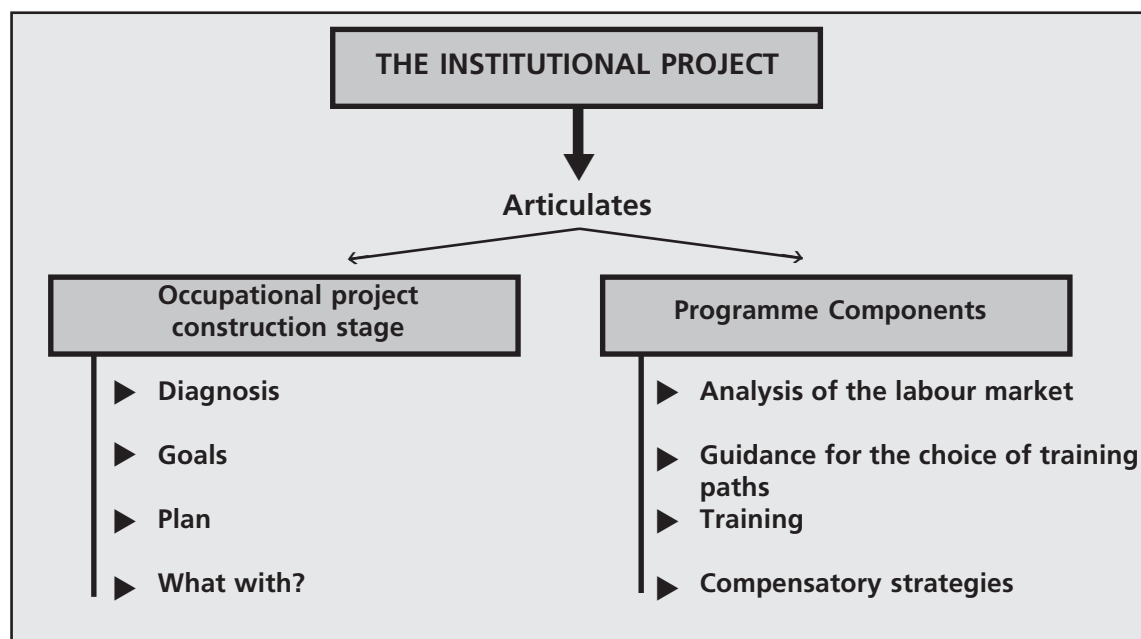 THE INSTITUTIONAL PROJECT
Articulates
Occupational project
construction stage
Diagnosis
Goals
Plan
What with?
Programme Components
Analysis of the labour market
Guidance for the choice of training
paths
Training
Compensatory strategies